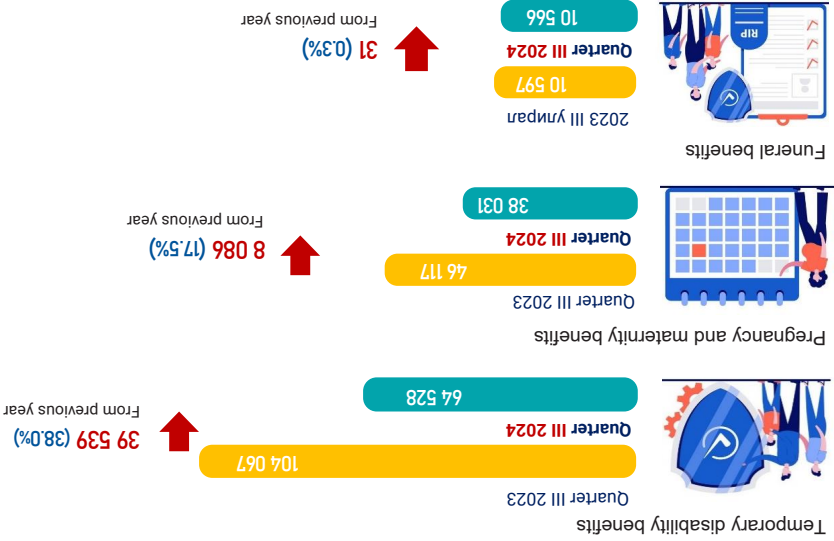 Temporary disability benefits
Quarter III 2023
104 067
Quarter III 2024
64 528
39 539 (38.0%)
From previous year
Pregnancy and maternity benefits
Quarter III 2023
46 117
Quarter III 2024
38 031
8 086 (17.5%)
From previous year
Funeral benefits
2023 III улирал
10 597
Quarter III 2024
10 566
31 (0.3%)
From previous year
RIP